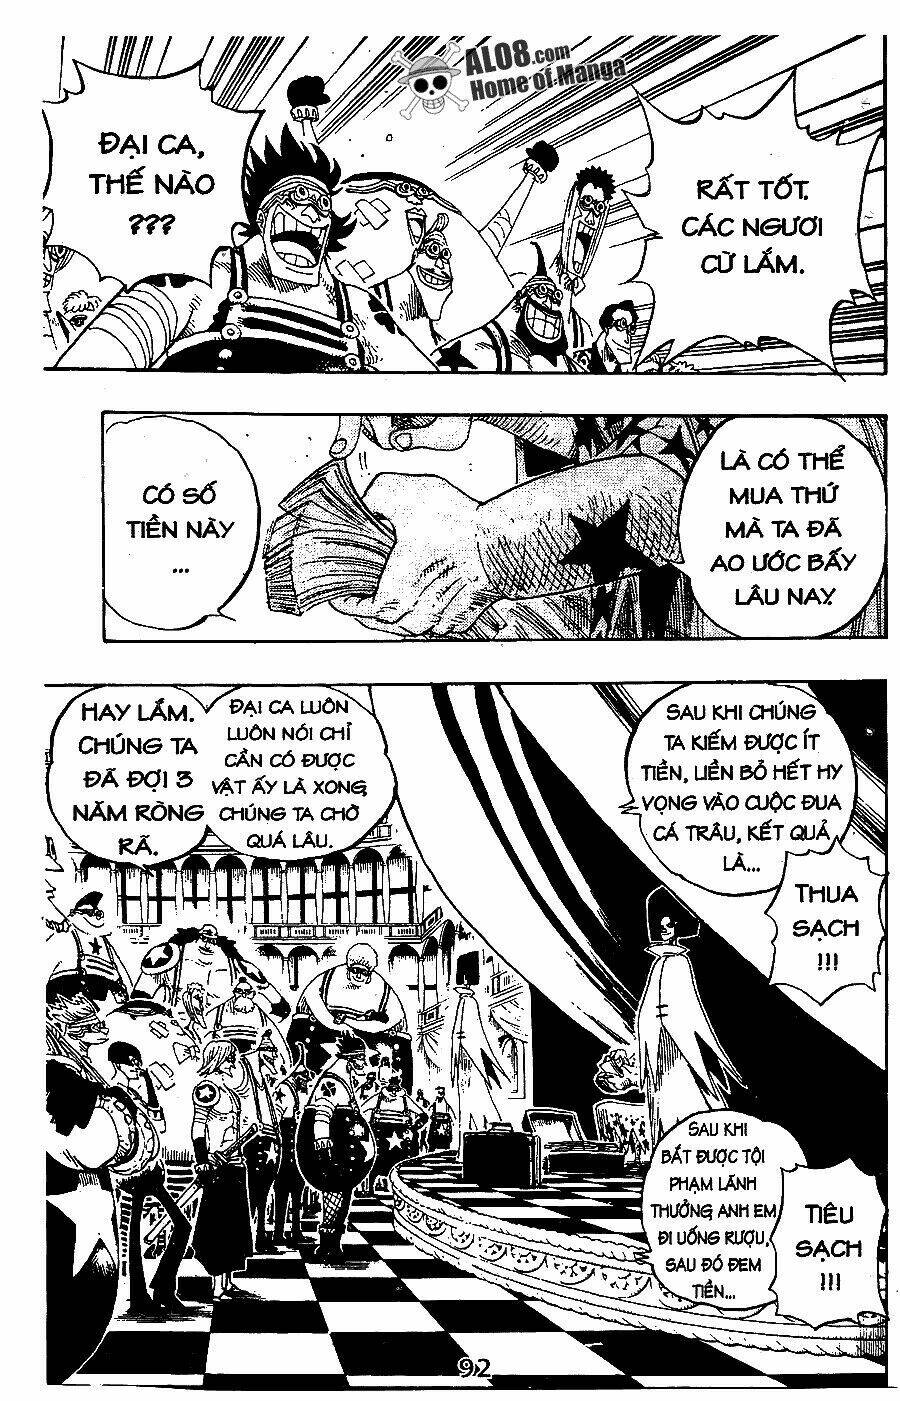 AL08.com
Home of Manga
ĐẠI CA,
THẾ NÀO
???
RẤT TỐT.
CÁC NGƯƠI
CỪ LẮM.
CÓ SỐ
TIỀN NÀY
...
LÀ CÓ THỂ
MUA THỨ
MÀ TA ĐÃ
AO ƯỚC BẤY
LÂU NAY.
HAY LẮM.
CHÚNG TA
ĐÃ ĐỢI 3
NĂM RÒNG
RÃ.
ĐẠI CA LUÔN
LUÔN NÓI CHỈ
CẦN CÓ ĐƯỢC
VẬT ẤY LÀ XONG,
CHÚNG TA CHỜ
QUÁ LÂU.
SAU KHI CHÚNG
TA KIẾM ĐƯỢC ÍT
TIỀN, LIỀN BỎ HẾT HY
VỌNG VÀO CUỘC ĐUA
CÁ TRÂU, KẾT QUẢ
LÀ...
THUA
SẠCH
!!!
SAU KHI
BẮT ĐƯỢC TỘI
PHẠM LÃNH
THƯỞNG, ANH EM
ĐI UỐNG RƯỢU,
SAU ĐÓ ĐEM
TIỀN...
TIÊU
SẠCH
!!!
92